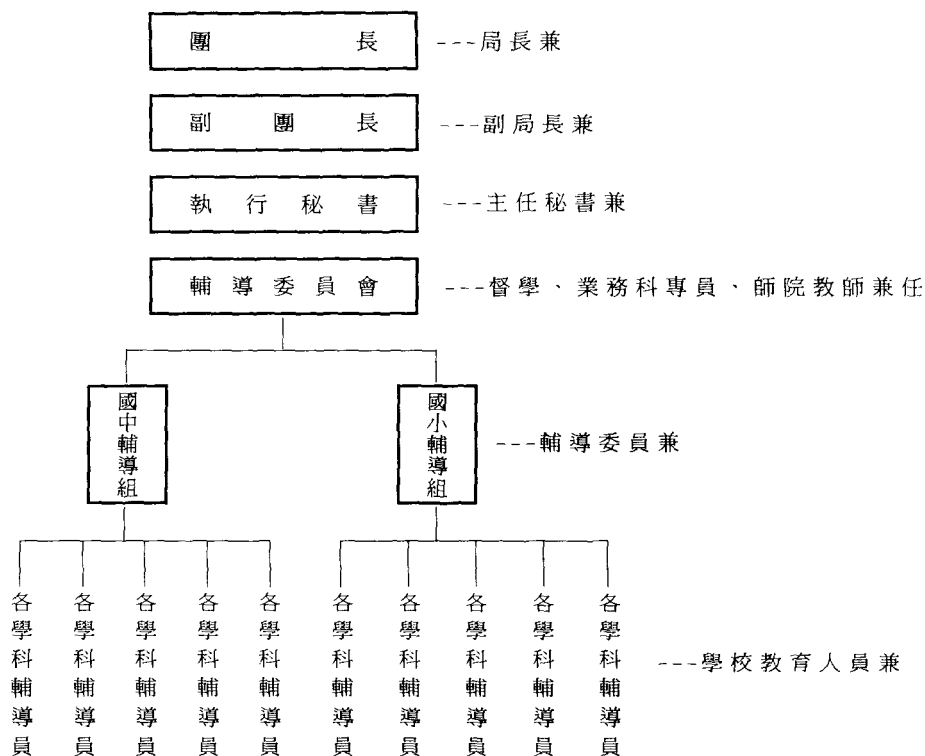 團長 ---局長兼
副團長 ---副局長兼
執行秘書 ---主任秘書兼
輔導委員會 ---督學、業務科專員、師院教師兼任
國中輔導組
國小輔導組
---輔導委員兼
各學科輔導員
各學科輔導員
各學科輔導員
各學科輔導員
各學科輔導員
各學科輔導員
各學科輔導員
各學科輔導員
各學科輔導員
各學科輔導員
---學校教育人員兼